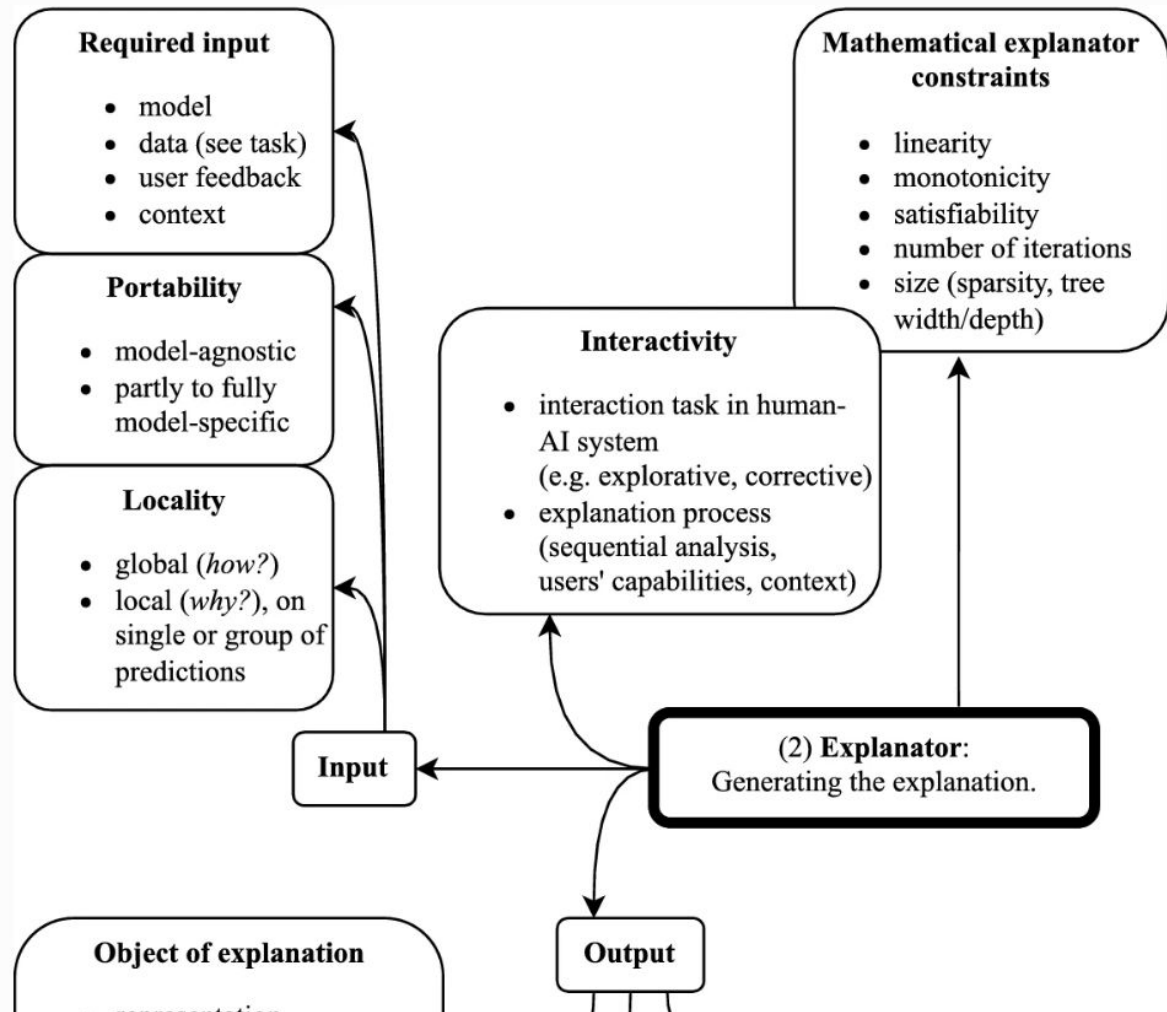 Required input
• model
• data (see task)
• user feedback
• context
Portability
• model-agnostic
• partly to fully
model-specific
Locality
• global (how?)
• local (why?), on
single or group of
predictions
Mathematical explanator
constraints
• linearity
• monotonicity
• satisfiability
• number of iterations
• size (sparsity, tree
width/depth)
Interactivity
• interaction task in human-
AI system
(e.g. explorative, corrective)
• explanation process
(sequential analysis,
users' capabilities, context)
Input
(2) Explanator:
Generating the explanation.
Output
Object of explanation